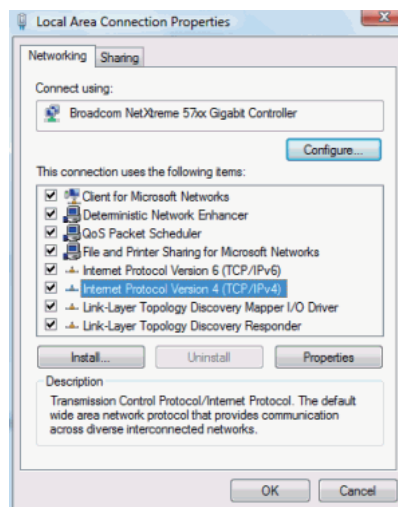 Local Area Connection Properties
Networking
Sharing
Connect using:
Broadcom NetXtreme 57xx Gigabit Controller
Configure...
This connection uses the following items:
Client for Microsoft Networks
Deterministic Network Enhancer
QoS Packet Scheduler
File and Printer Sharing for Microsoft Networks
Internet Protocol Version 6 (TCP/IPv6)
Internet Protocol Version 4 (TCP/IPv4)
Link-Layer Topology Discovery Mapper I/O Driver
Link-Layer Topology Discovery Responder
Install...
Uninstall
Properties
Description
Transmission Control Protocol/Internet Protocol. The default
wide area network protocol that provides communication
across diverse interconnected networks.
OK
Cancel